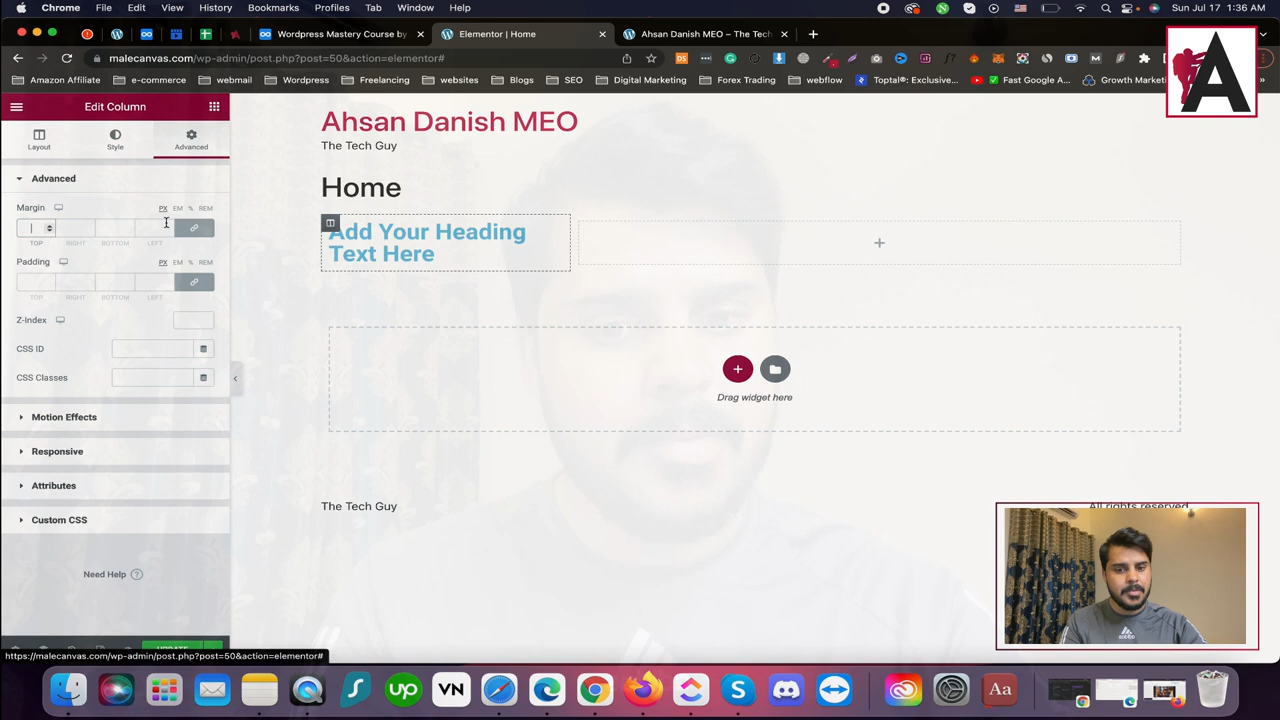 Chrome File Edit View History Bookmarks Profiles Tab Window Help Sun Jul 17 1:36 AM
Wordpress Mastery Course by Elementor | Home Ahsan Danish MEO – The Tech
malecanvas.com/wp-admin/post.php?post=50&action=elementor#
Amazon Affiliate e-commerce webmail Wordpress Freelancing websites Blogs SEO Digital Marketing Forex Trading webflow Toptal®: Exclusive... Fast Google A... Growth Market
A
Edit Column
Layout Style Advanced
Advanced
Margin PX EM % REM
TOP RIGHT BOTTOM LEFT
Padding PX EM % REM
TOP RIGHT BOTTOM LEFT
Z-Index
CSS ID
CSS Classes
Motion Effects
Responsive
Attributes
Custom CSS
Need Help ?
UPDATE
https://malecanvas.com/wp-admin/post.php?post=50&action=elementor#
Ahsan Danish MEO
The Tech Guy
Home
Add Your Heading
Text Here
Drag widget here
The Tech Guy
All rights reserved
adidas
up VN S Aa